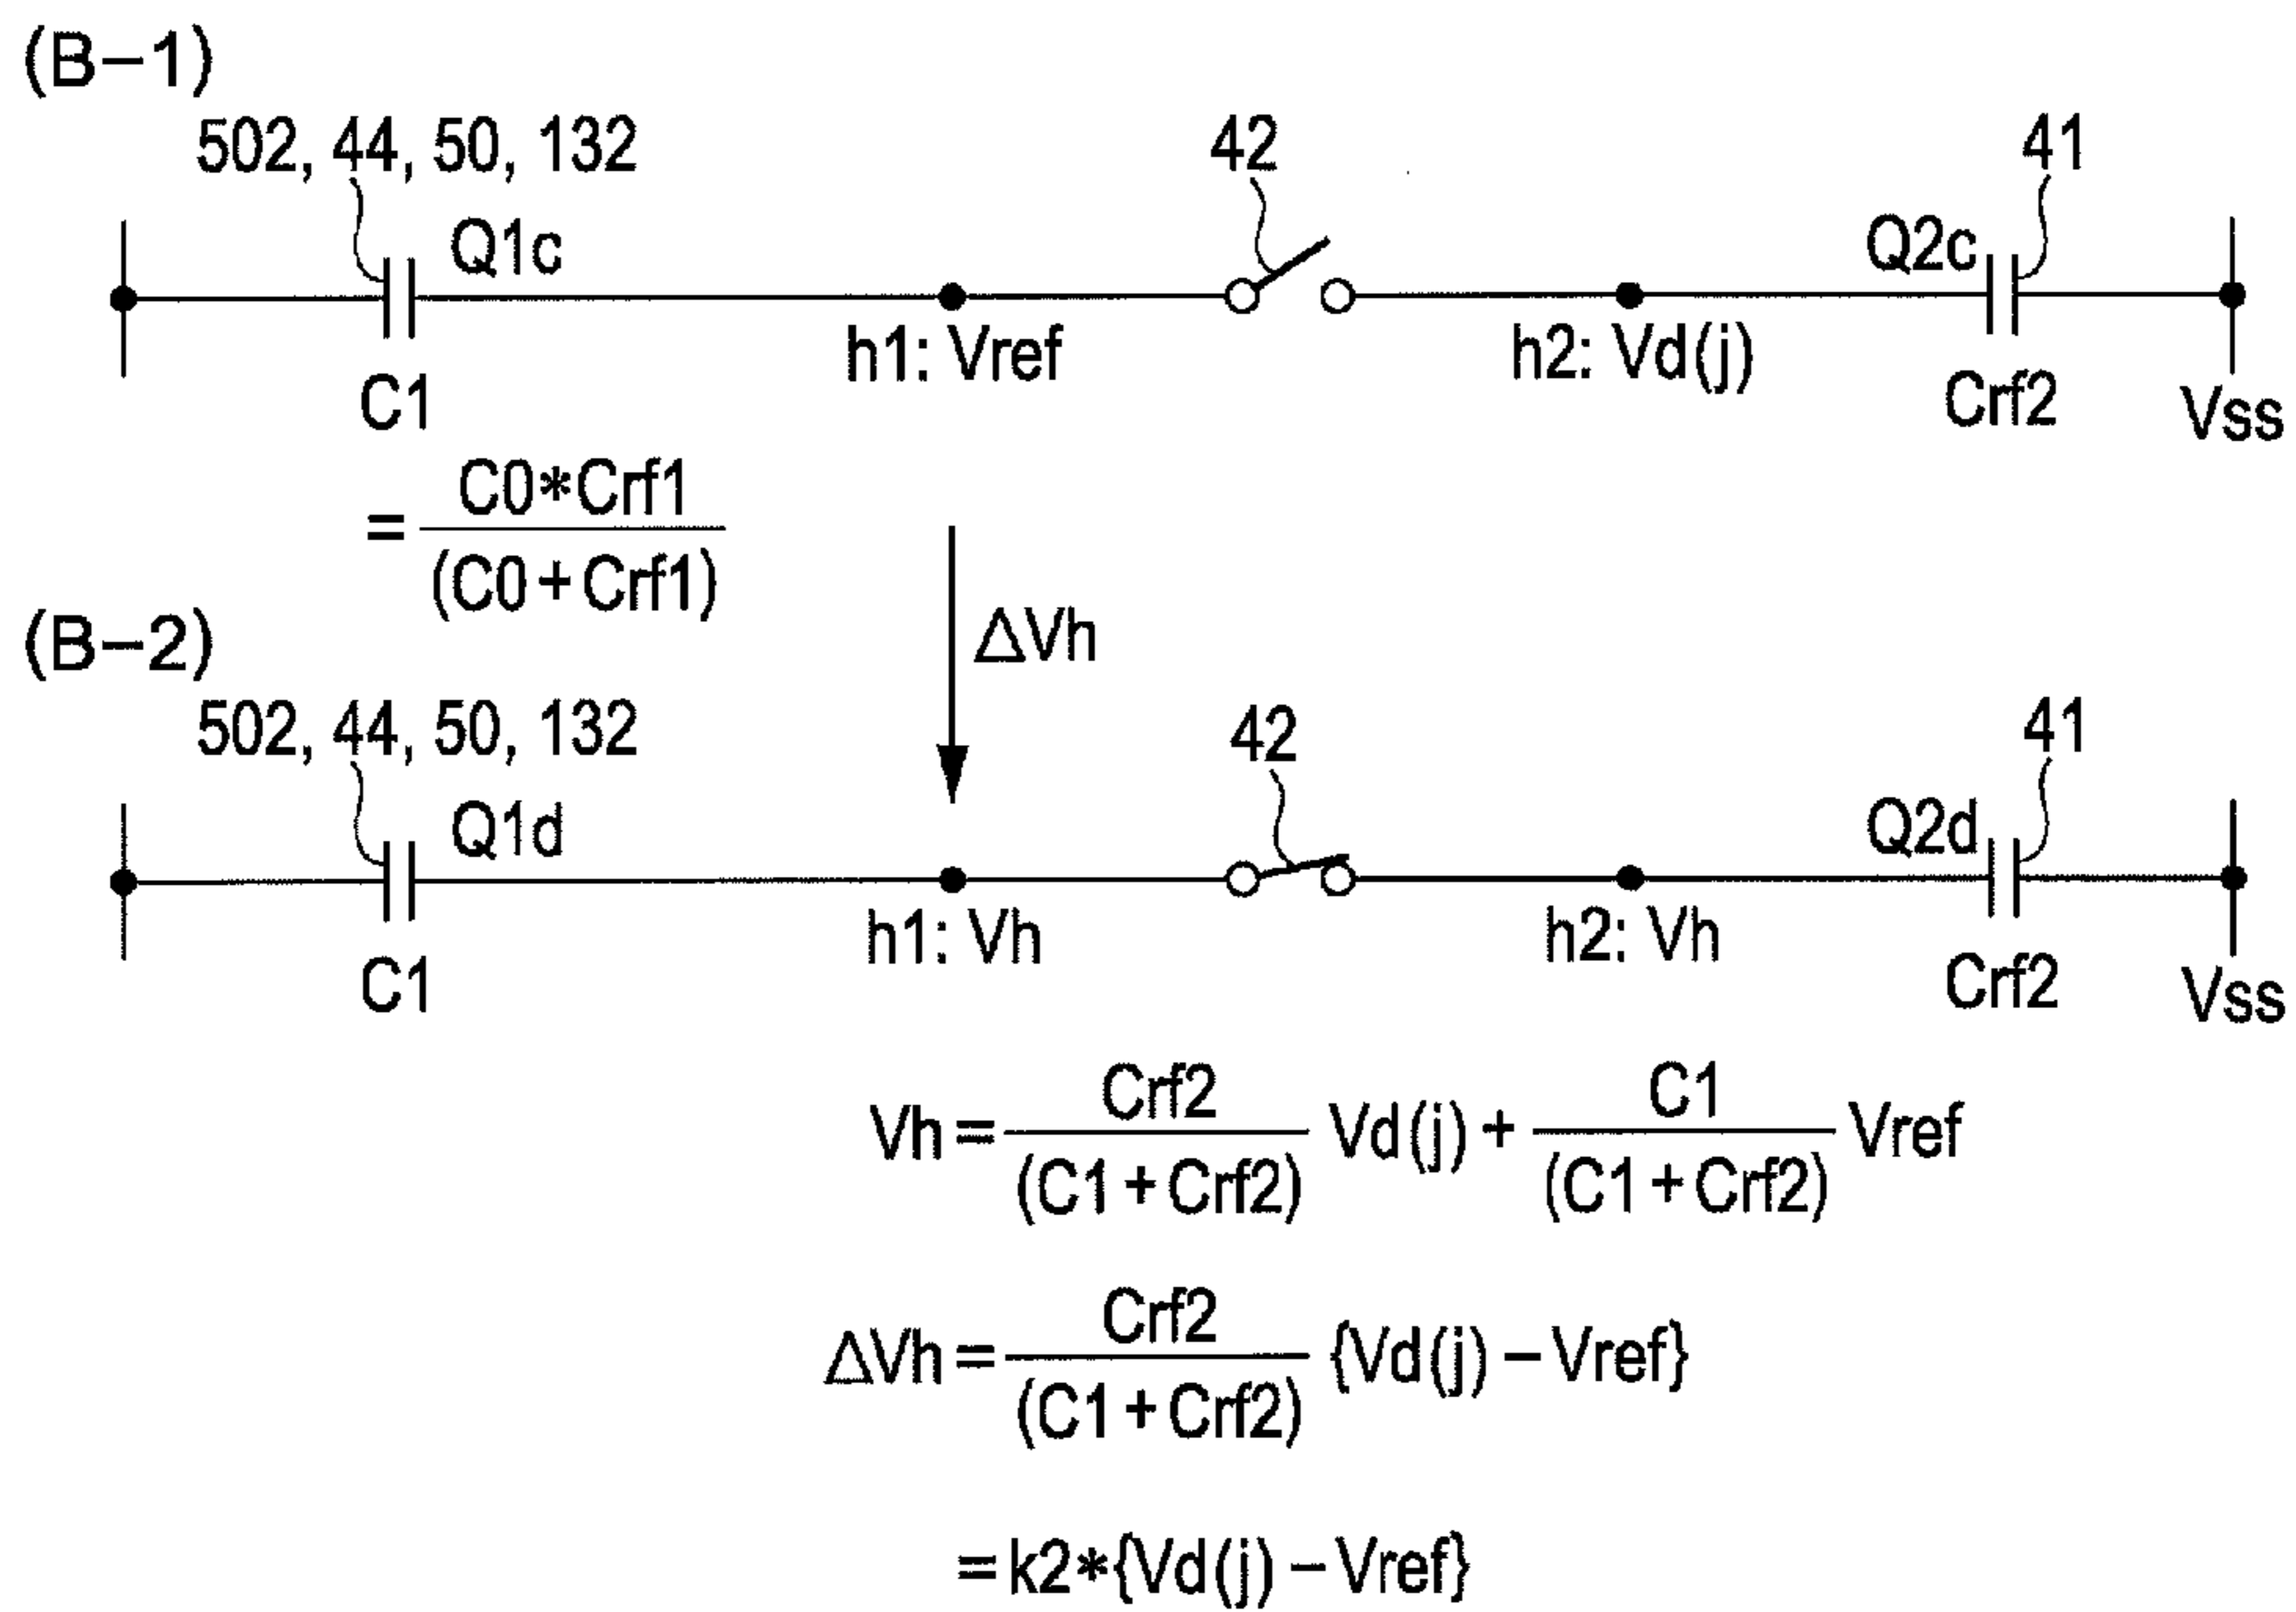 (B-1)
502, 44, 50, 132
42
41
Q1c
Q2c
h1: Vref
h2: Vd(j)
C1
Crf2
Vss
= C0*Crf1
(C0+Crf1)
ΔVh
(B-2)
502, 44, 50, 132
42
41
Q1d
Q2d
h1: Vh
h2: Vh
C1
Crf2
Vss
Vh = Crf2/(C1+Crf2) Vd(j) + C1/(C1+Crf2) Vref
ΔVh = Crf2/(C1+Crf2) {Vd(j) - Vref}
= k2*{Vd(j) - Vref}